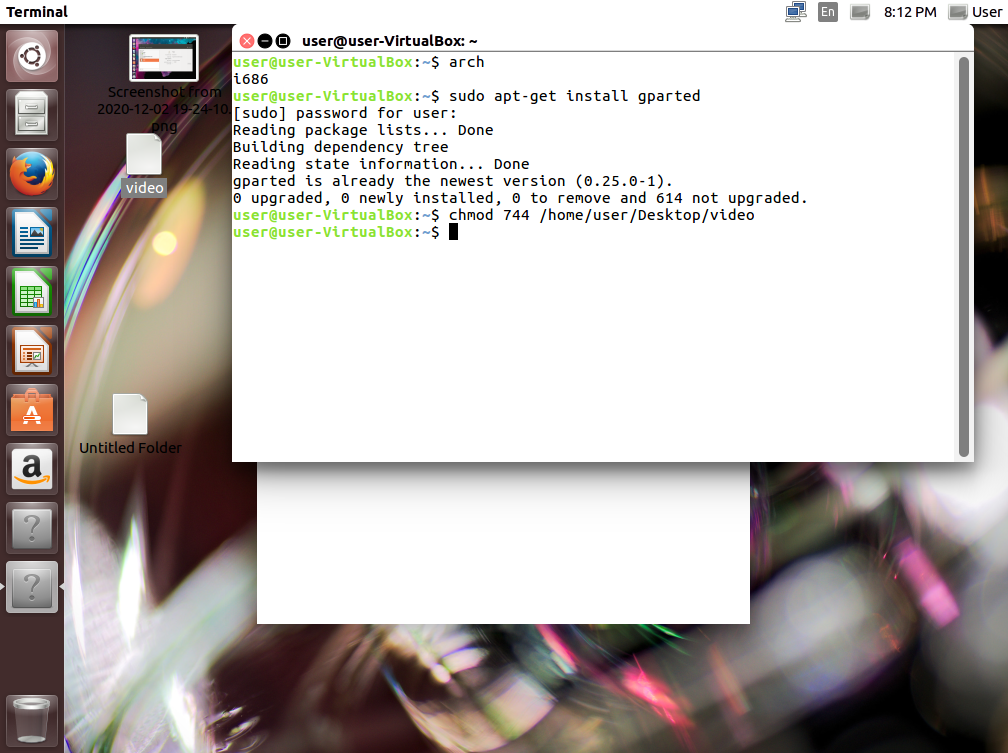 Terminal
En
8:12 PM
User
user@user-VirtualBox: ~
user@user-VirtualBox:~$ arch
i686
user@user-VirtualBox:~$ sudo apt-get install gparted
[sudo] password for user:
Reading package lists... Done
Building dependency tree
Reading state information... Done
gparted is already the newest version (0.25.0-1).
0 upgraded, 0 newly installed, 0 to remove and 614 not upgraded.
user@user-VirtualBox:~$ chmod 744 /home/user/Desktop/video
user@user-VirtualBox:~$
Screenshot from
2020-12-02 19-24-10.
png
video
Untitled Folder
A
a
?
?